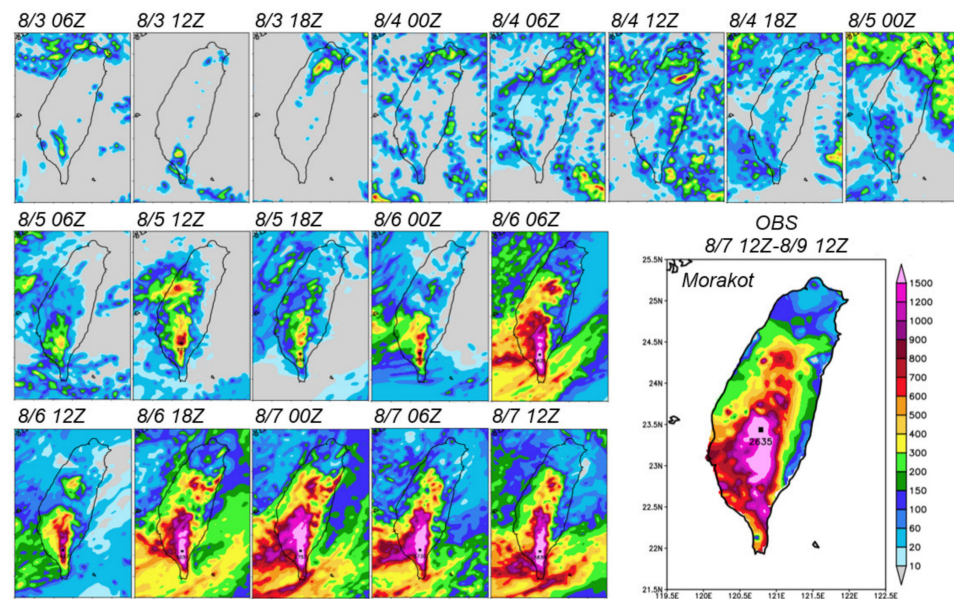 8/3 06Z 8/3 12Z 8/3 18Z 8/4 00Z 8/4 06Z 8/4 12Z 8/4 18Z 8/5 00Z
8/5 06Z 8/5 12Z 8/5 18Z 8/6 00Z 8/6 06Z
8/6 12Z 8/6 18Z 8/7 00Z 8/7 06Z 8/7 12Z
OBS
8/7 12Z-8/9 12Z
Morakot
25.5N
25N
24.5N
24N
23.5N
23N
22.5N
22N
21.5N
2635
119.5E 120E 120.5E 121E 121.5E 122E 122.5E
1500
1200
1000
900
800
700
600
500
400
300
200
150
100
60
20
10